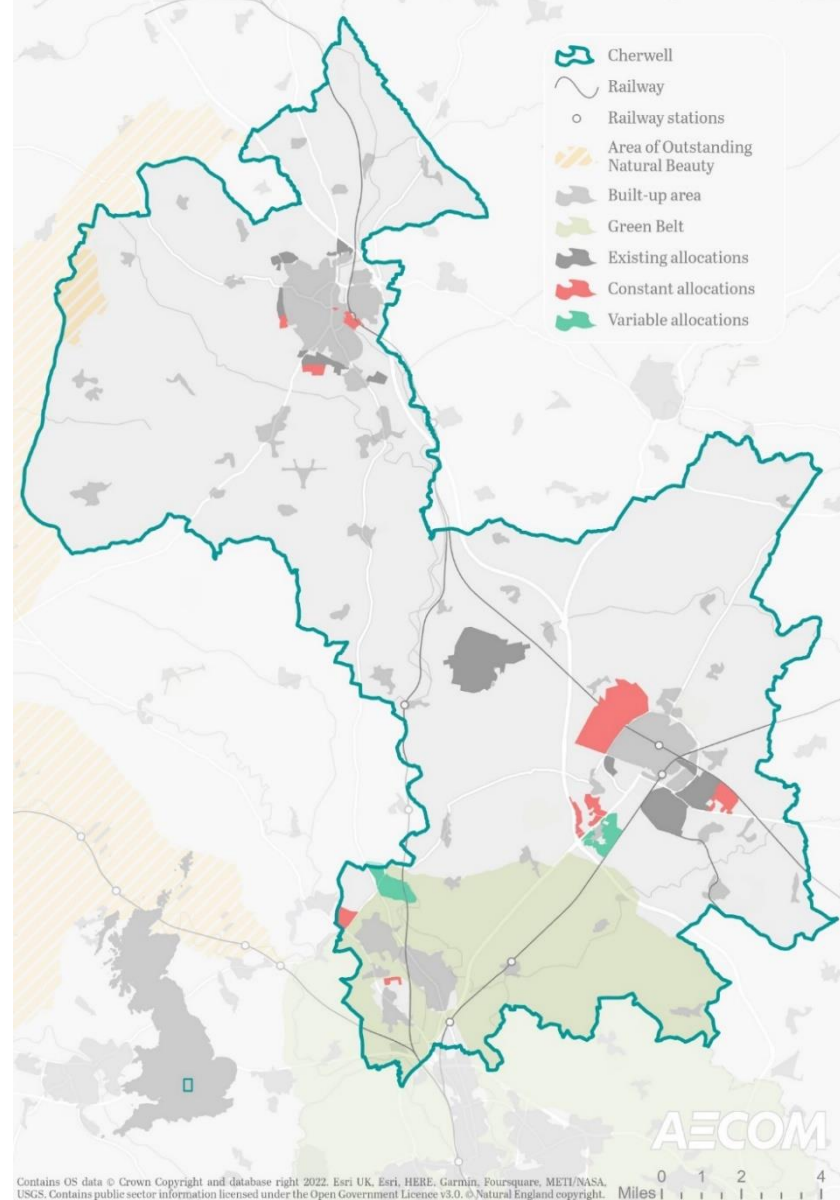 Cherwell
Railway
Railway stations
Area of Outstanding
Natural Beauty
Built-up area
Green Belt
Existing allocations
Constant allocations
Variable allocations
AECOM
Contains OS data © Crown Copyright and database right 2022. Esri UK, Esri, HERE, Garmin, Foursquare, METI/NASA,
USGS. Contains public sector information licensed under the Open Government Licence v3.0. © Natural England copyright.
Miles
0 1 2 4